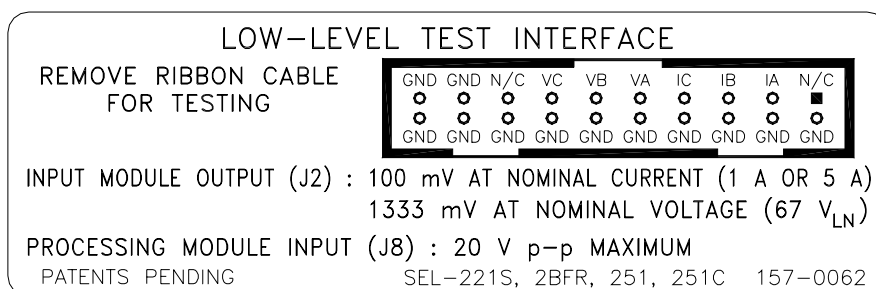 LOW-LEVEL TEST INTERFACE
REMOVE RIBBON CABLE
FOR TESTING
GND GND N/C VC VB VA IC IB IA N/C
GND GND GND GND GND GND GND GND GND GND
INPUT MODULE OUTPUT (J2) : 100 mV AT NOMINAL CURRENT (1 A OR 5 A)
1333 mV AT NOMINAL VOLTAGE (67 VLN)
PROCESSING MODULE INPUT (J8) : 20 V p-p MAXIMUM
PATENTS PENDING SEL-221S, 2BFR, 251, 251C 157-0062